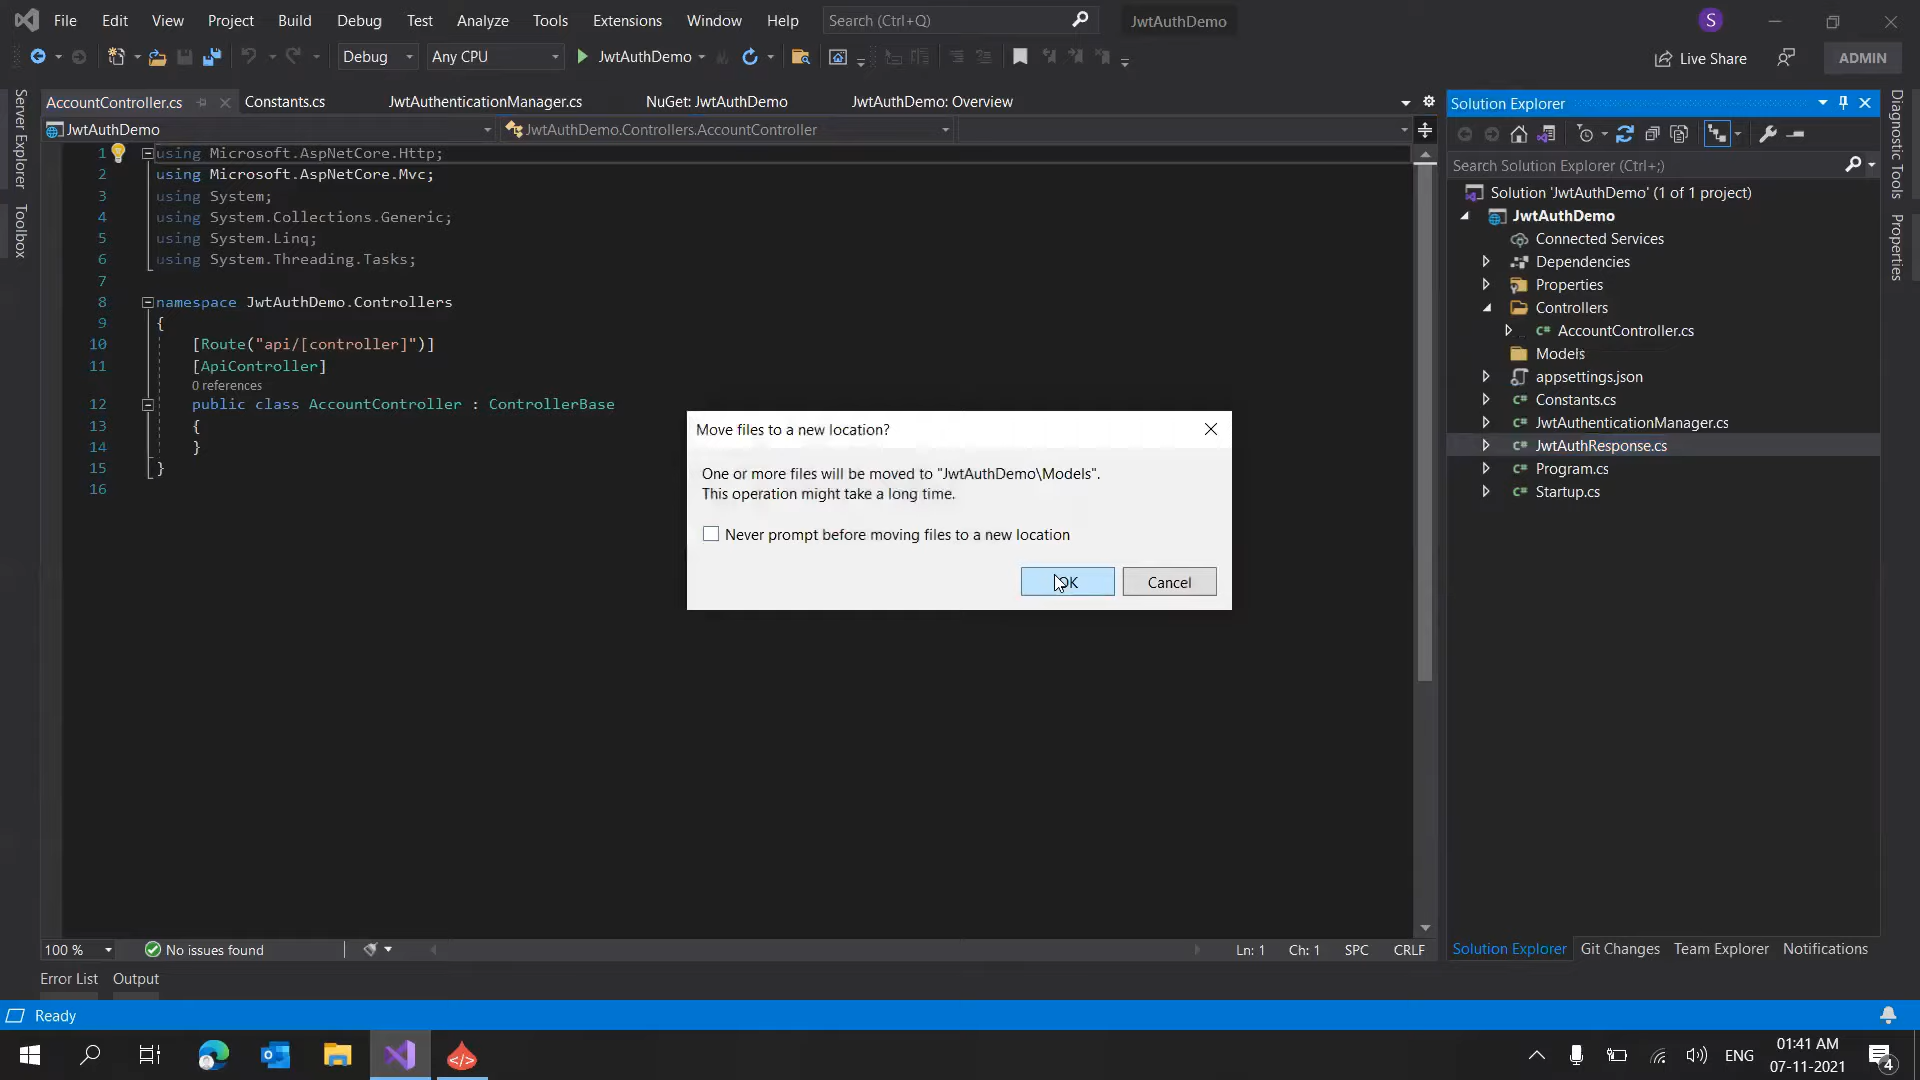 File Edit View Project Build Debug Test Analyze Tools Extensions Window Help Search (Ctrl+Q) JwtAuthDemo S
Debug Any CPU JwtAuthDemo Live Share ADMIN
AccountController.cs Constants.cs JwtAuthenticationManager.cs NuGet: JwtAuthDemo JwtAuthDemo: Overview
JwtAuthDemo JwtAuthDemo.Controllers.AccountController
Server Explorer
Toolbox
1 using Microsoft.AspNetCore.Http;
2 using Microsoft.AspNetCore.Mvc;
3 using System;
4 using System.Collections.Generic;
5 using System.Linq;
6 using System.Threading.Tasks;
7
8 namespace JwtAuthDemo.Controllers
9 {
10 [Route("api/[controller]")]
11 [ApiController]
0 references
12 public class AccountController : ControllerBase
13 {
14 }
15 }
16
Move files to a new location?
One or more files will be moved to "JwtAuthDemo\Models".
This operation might take a long time.
Never prompt before moving files to a new location
OK Cancel
Solution Explorer
Search Solution Explorer (Ctrl+;)
Solution 'JwtAuthDemo' (1 of 1 project)
JwtAuthDemo
Connected Services
Dependencies
Properties
Controllers
AccountController.cs
Models
appsettings.json
Constants.cs
JwtAuthenticationManager.cs
JwtAuthResponse.cs
Program.cs
Startup.cs
Diagnostic Tools
Properties
100 % No issues found Ln: 1 Ch: 1 SPC CRLF
Solution Explorer Git Changes Team Explorer Notifications
Error List Output
Ready
ENG 01:41 AM
07-11-2021
4